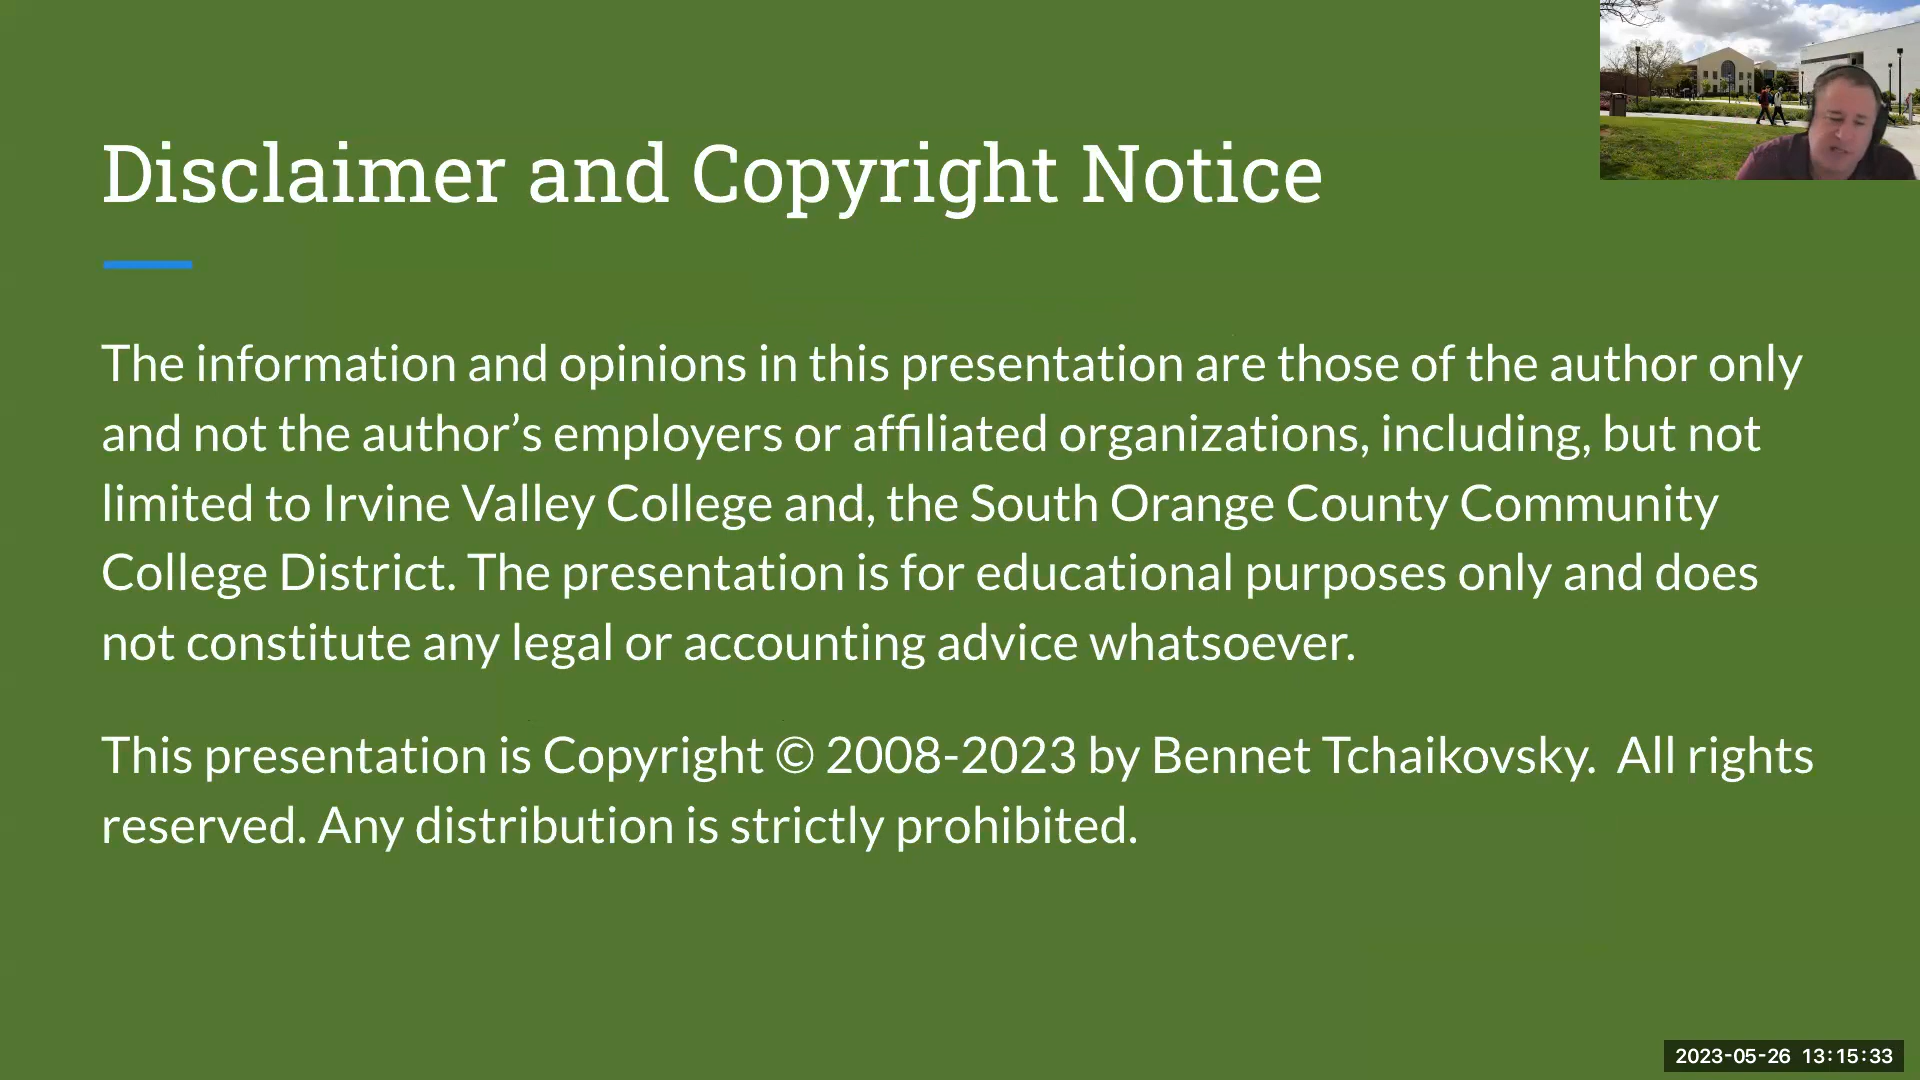 Disclaimer and Copyright Notice
The information and opinions in this presentation are those of the author only
and not the author’s employers or affiliated organizations, including, but not
limited to Irvine Valley College and, the South Orange County Community
College District. The presentation is for educational purposes only and does
not constitute any legal or accounting advice whatsoever.
This presentation is Copyright © 2008-2023 by Bennet Tchaikovsky.  All rights
reserved. Any distribution is strictly prohibited.
2023-05-26 13:15:33